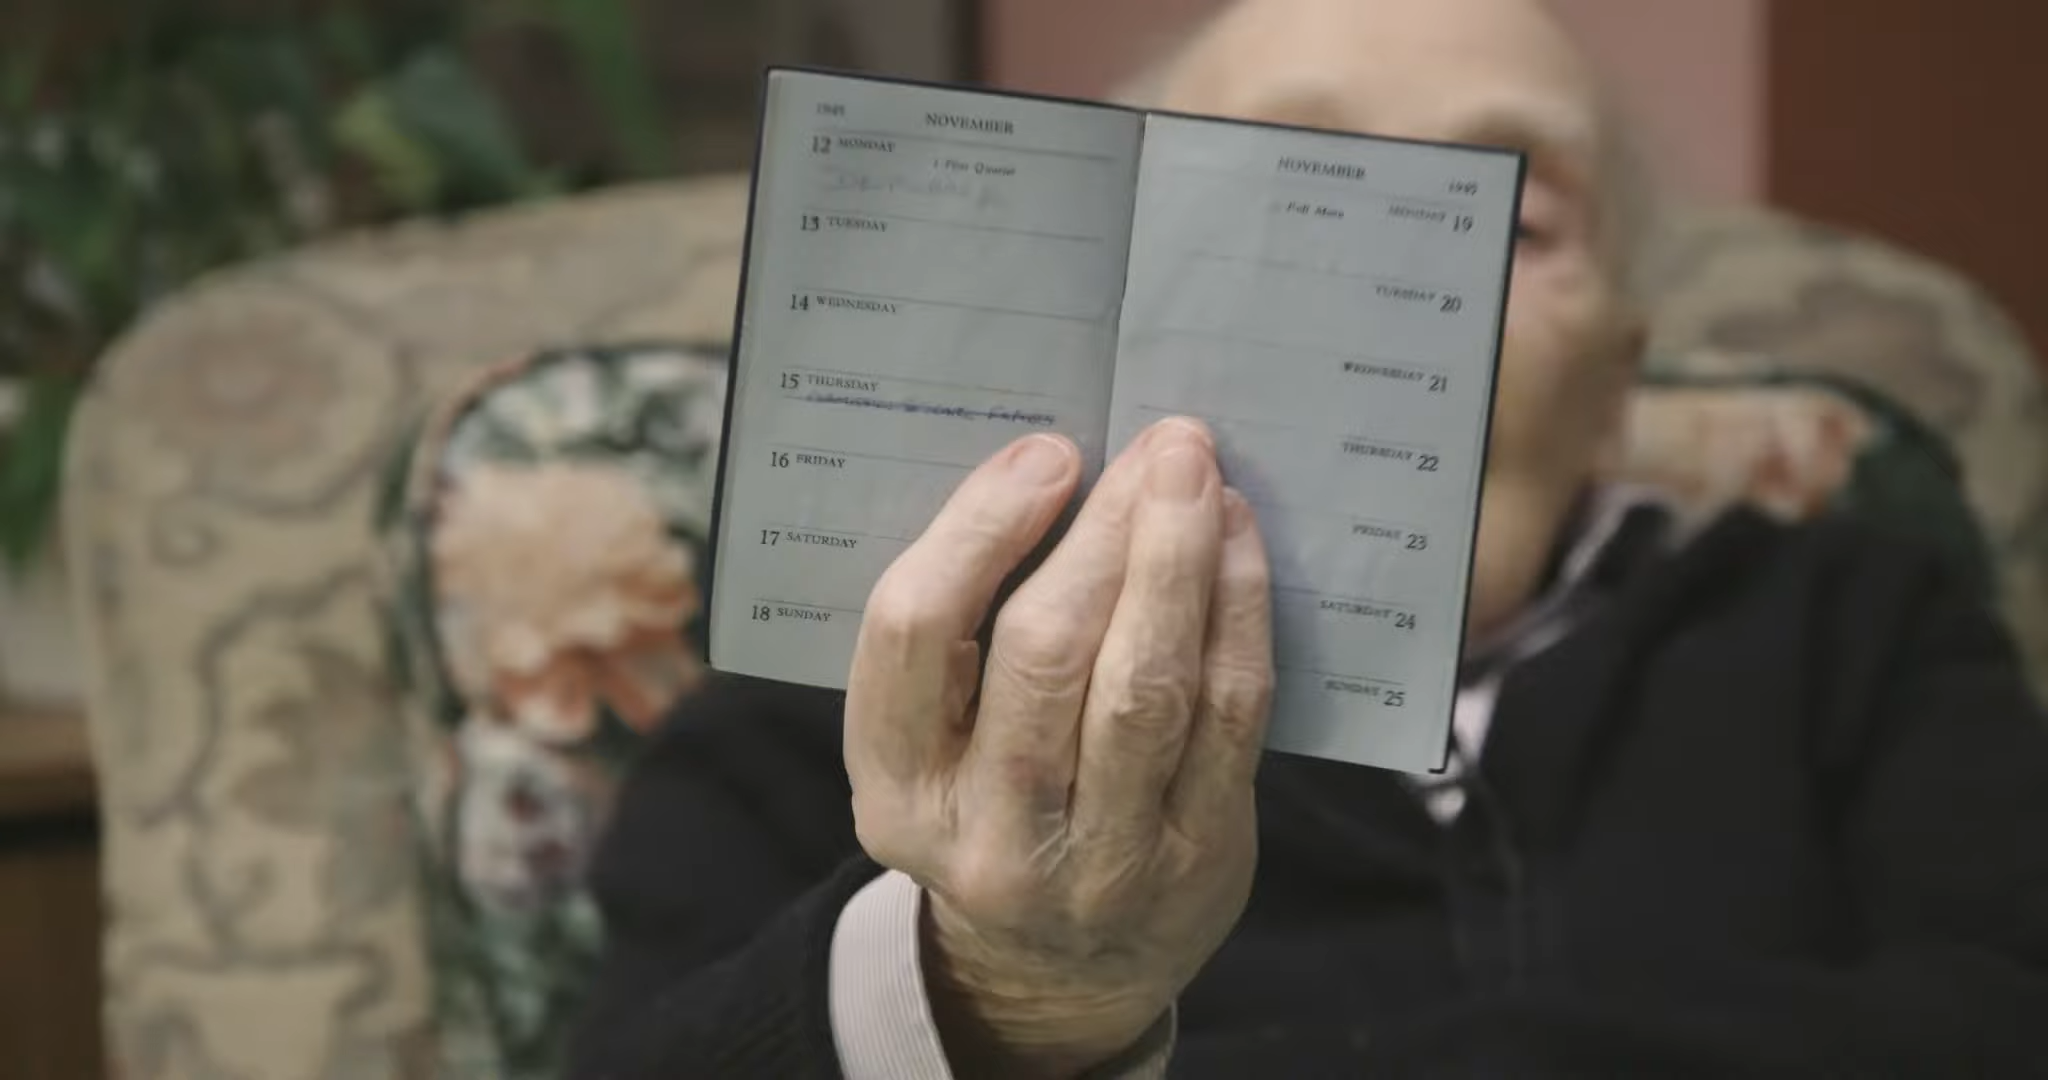 1945 NOVEMBER
12 MONDAY
First Quarter
13 TUESDAY
14 WEDNESDAY
15 THURSDAY
16 FRIDAY
17 SATURDAY
18 SUNDAY
NOVEMBER 1945
Full Moon MONDAY 19
TUESDAY 20
WEDNESDAY 21
THURSDAY 22
FRIDAY 23
SATURDAY 24
SUNDAY 25